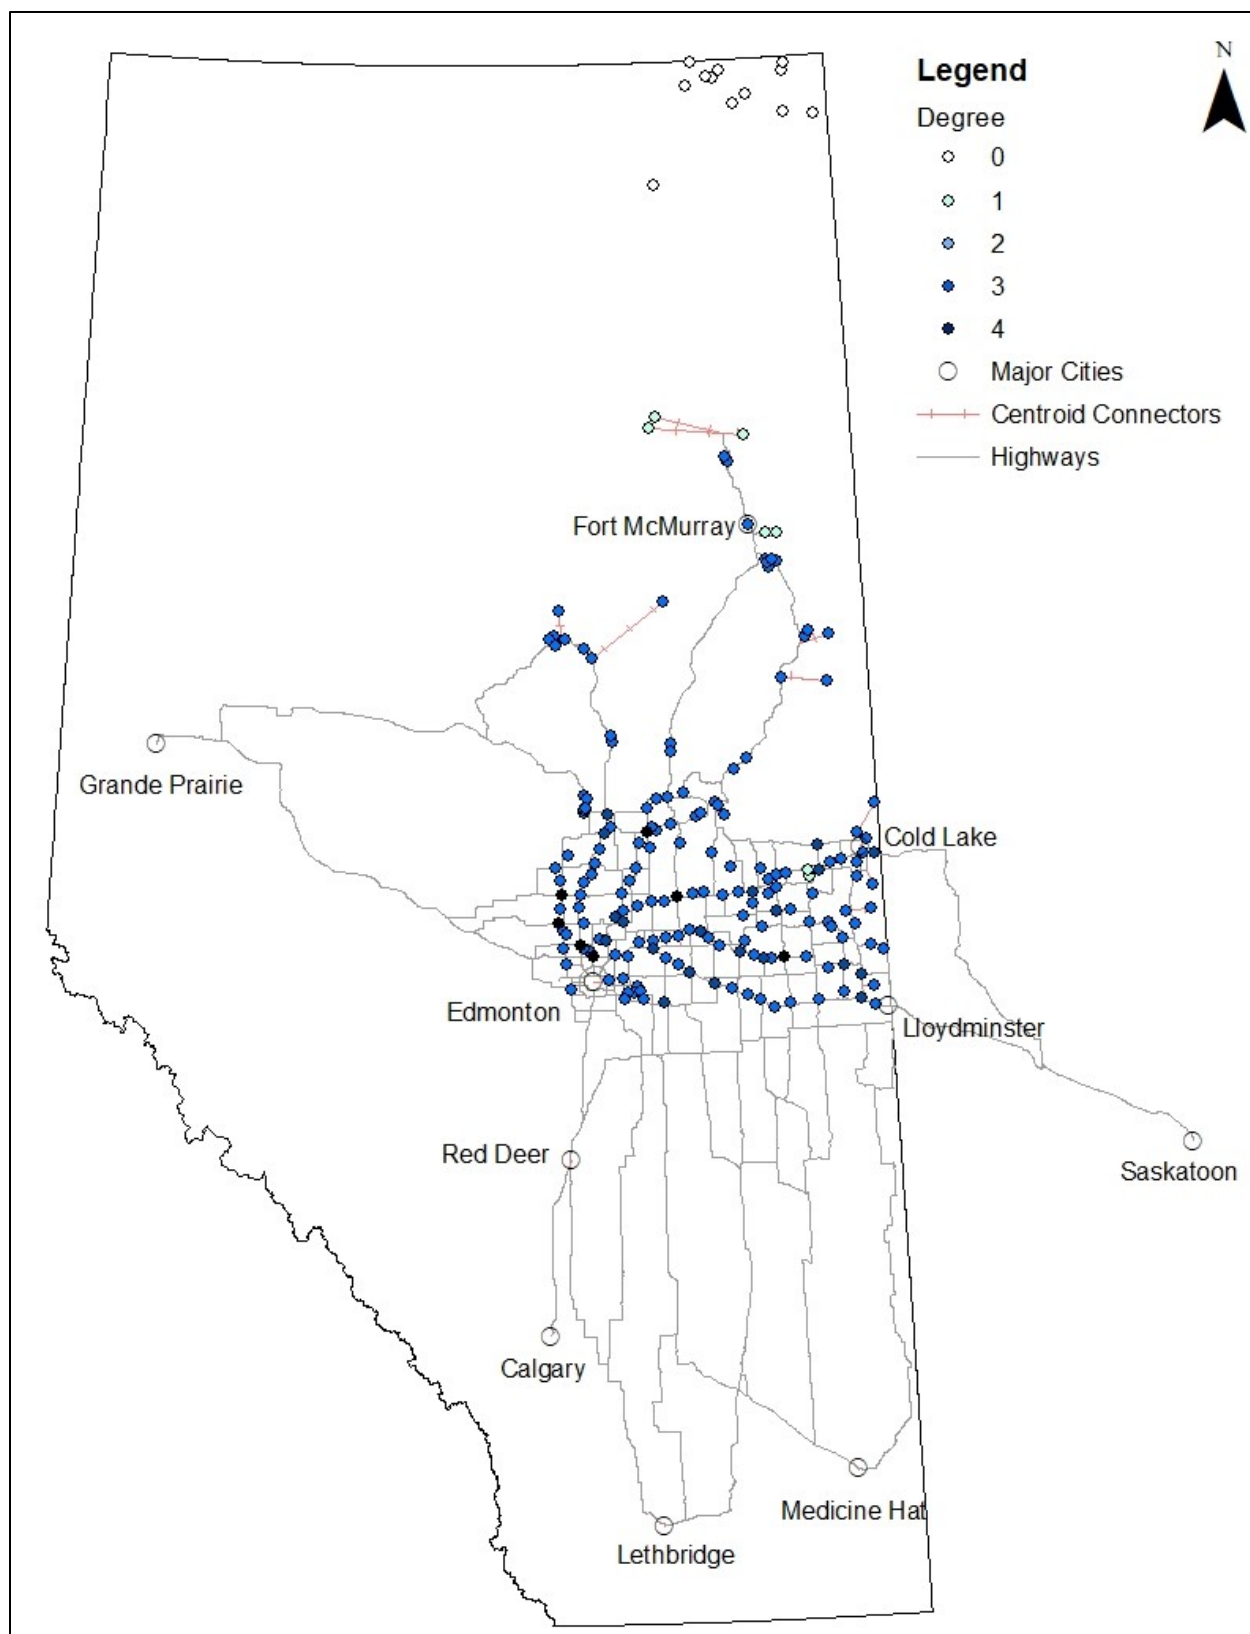 Legend
N
Degree
0
1
2
3
4
Major Cities
Centroid Connectors
Highways
Fort McMurray
Grande Prairie
Cold Lake
Edmonton
Lloydminster
Red Deer
Saskatoon
Calgary
Medicine Hat
Lethbridge